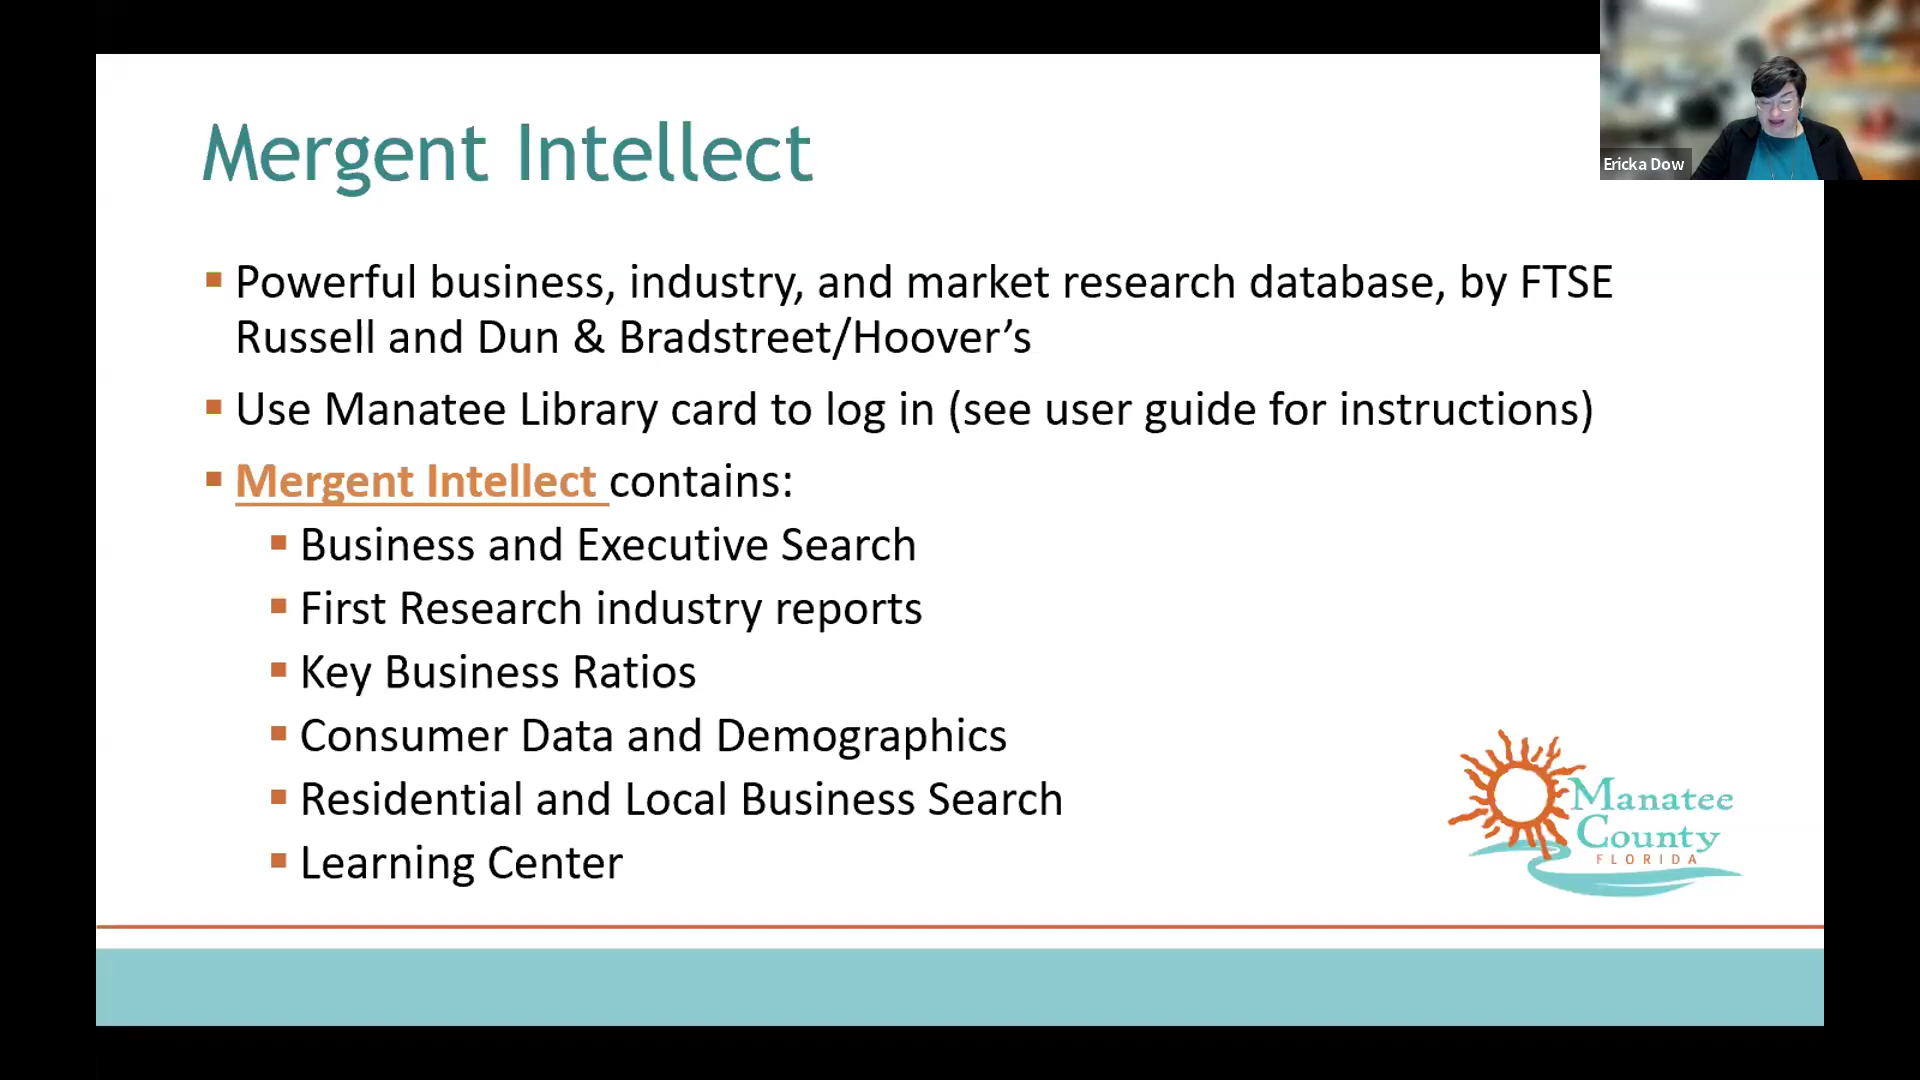 Mergent Intellect
Powerful business, industry, and market research database, by FTSE
Russell and Dun & Bradstreet/Hoover’s
Use Manatee Library card to log in (see user guide for instructions)
Mergent Intellect contains:
Business and Executive Search
First Research industry reports
Key Business Ratios
Consumer Data and Demographics
Residential and Local Business Search
Learning Center
Manatee
County
FLORIDA
Ericka Dow